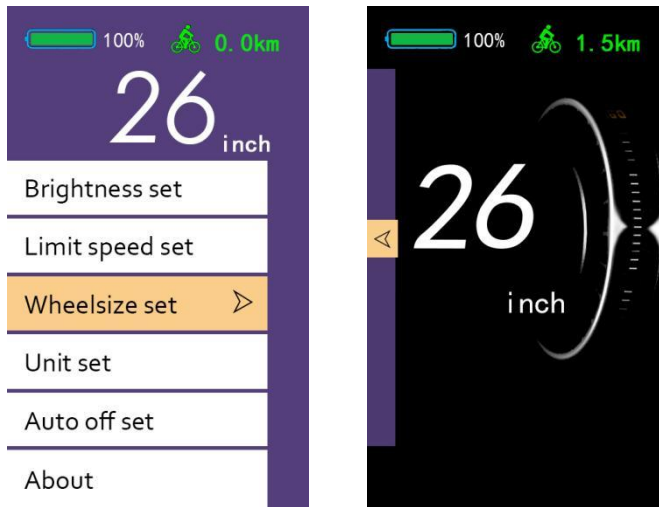 100% 0.0km
26
inch
Brightness set
Limit speed set
Wheelsize set
Unit set
Auto off set
About
100% 1.5km
26
inch